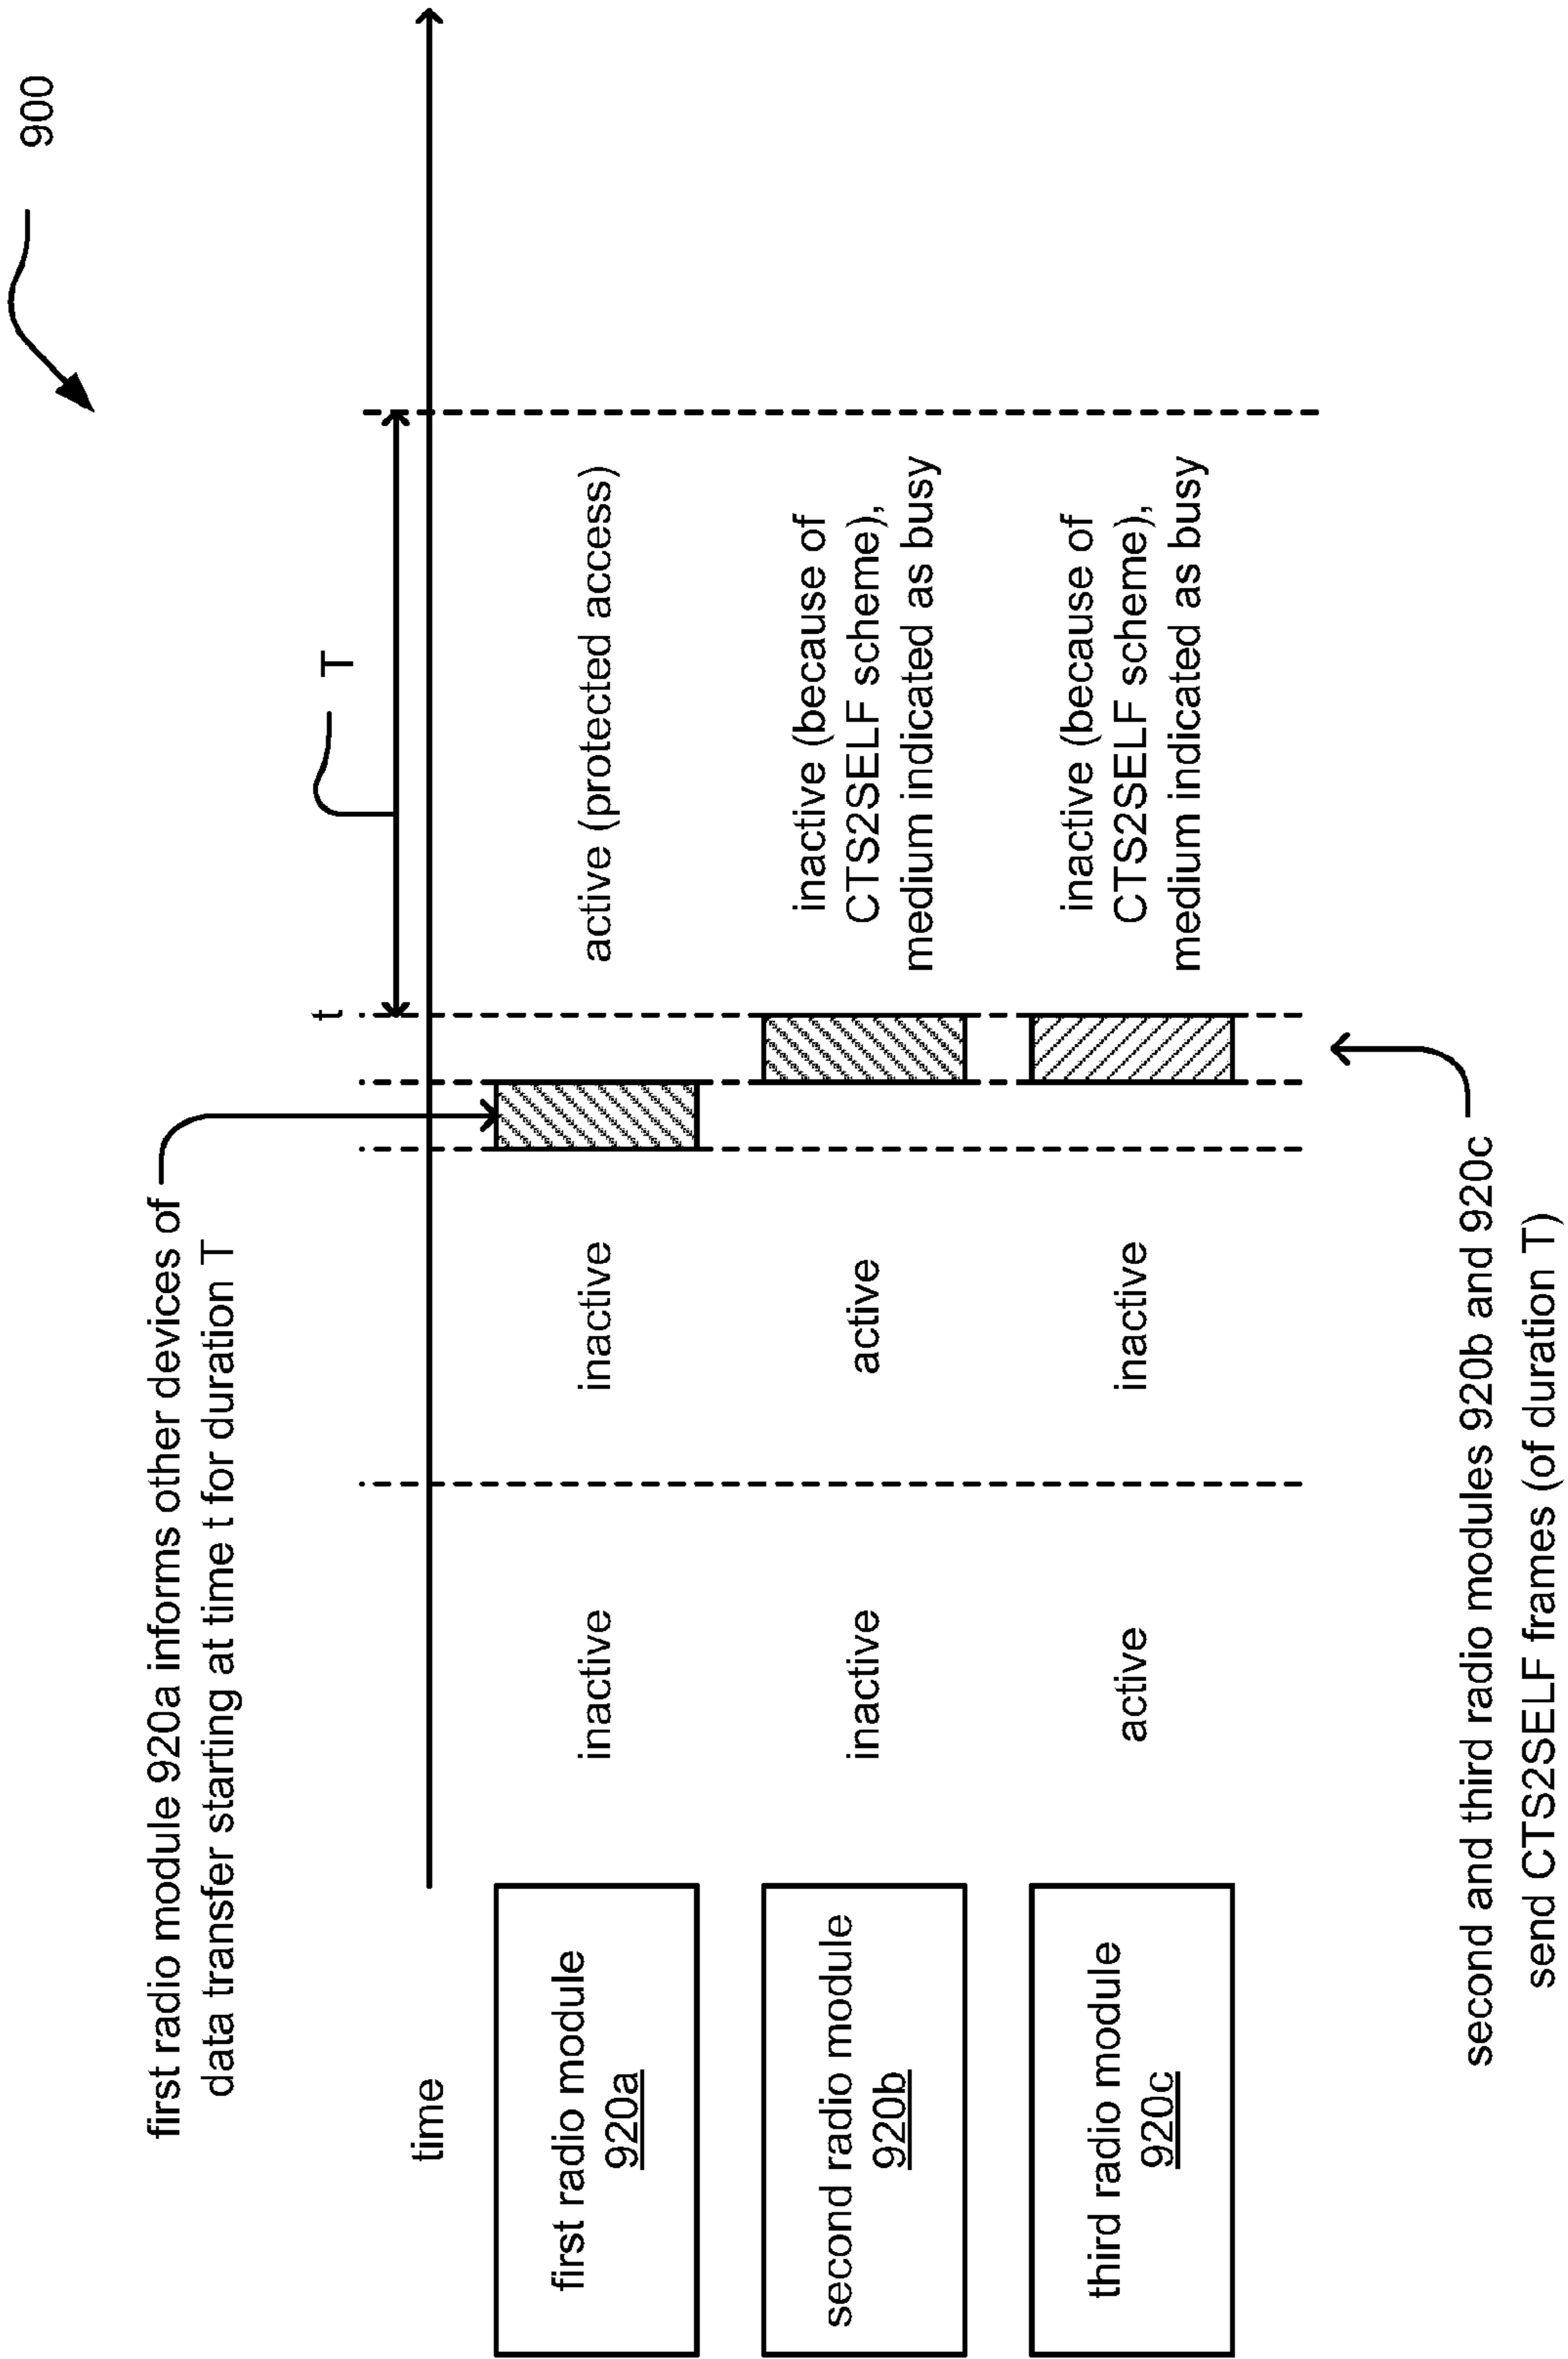 900
first radio module 920a informs other devices of
data transfer starting at time t for duration T
T
t
time
first radio module
920a
inactive
inactive
active (protected access)
second radio module
920b
inactive
active
inactive (because of
CTS2SELF scheme),
medium indicated as busy
third radio module
920c
active
inactive
inactive (because of
CTS2SELF scheme),
medium indicated as busy
second and third radio modules 920b and 920c
send CTS2SELF frames (of duration T)